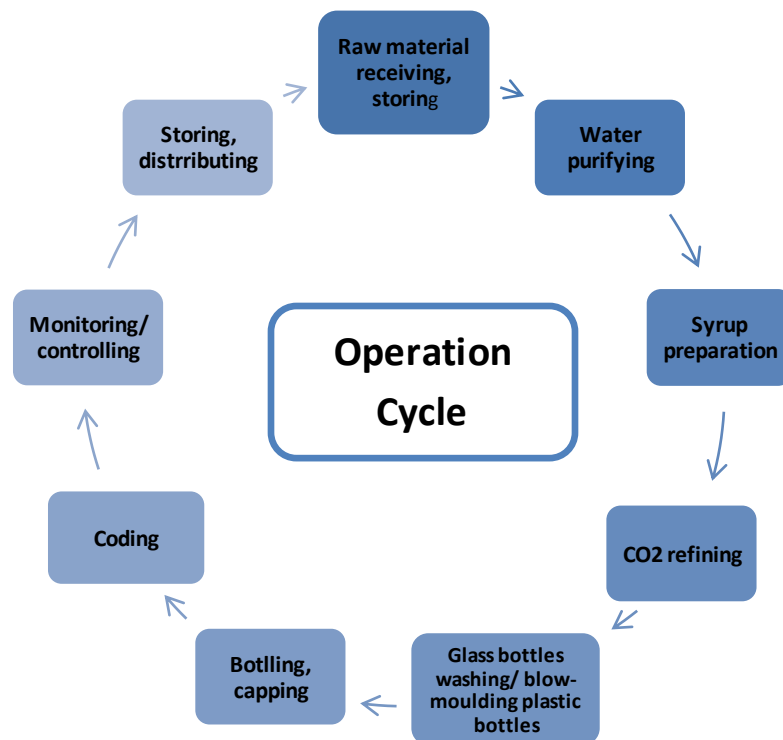 Raw material
receiving,
storing
Water
purifying
Syrup
preparation
CO2 refining
Glass bottles
washing/ blow-
moulding plastic
bottles
Botlling,
capping
Coding
Monitoring/
controlling
Storing,
distrributing
Operation
Cycle